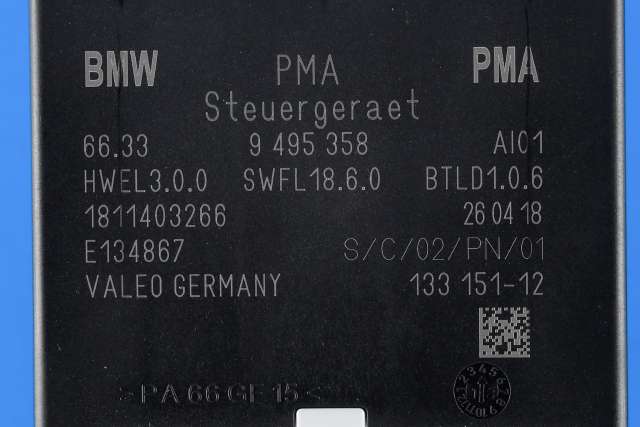 BMW PMA PMA
Steuergeraet
66.33 9 495 358 AI01
HWEL3.0.0 SWFL18.6.0 BTLD1.0.6
1811403266 26 04 18
E134867 S/C/02/PN/01
VALEO GERMANY 133 151-12
>PA 66 GF 15<